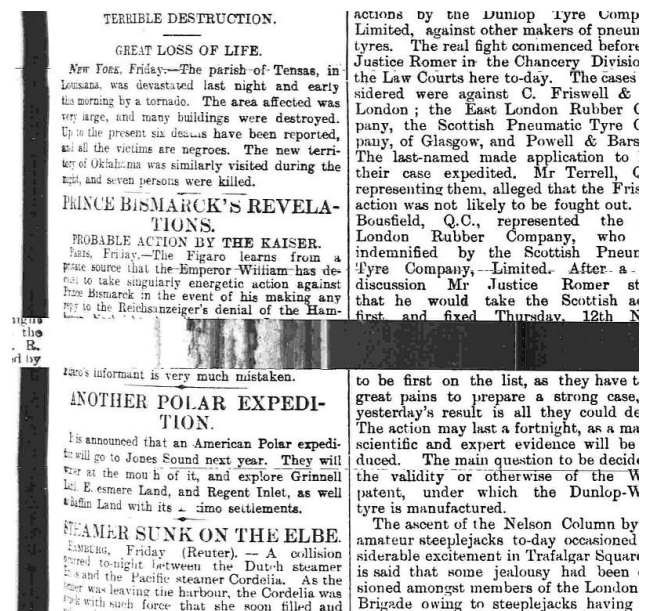 TERRIBLE DESTRUCTION.
GREAT LOSS OF LIFE.
New York, Friday.—The parish of Tensas, in
Louisiana, was devastated last night and early
this morning by a tornado. The area affected was
very large, and many buildings were destroyed.
Up to the present six deaths have been reported,
and all the victims are negroes. The new terri-
tory of Oklahama was similarly visited during the
night, and seven persons were killed.
PRINCE BISMARCK'S REVELA-
TIONS.
PROBABLE ACTION BY THE KAISER.
Paris, Friday.—The Figaro learns from a
private source that the Emperor William has de-
to take singularly energetic action against
Prince Bismarck in the event of his making any
reply to the Reichsanzeiger's denial of the Ham-
the
R.
d by
Figaro's informant is very much mistaken.
ANOTHER POLAR EXPEDI-
TION.
It is announced that an American Polar expedi-
will go to Jones Sound next year. They will
at the mou h of it, and explore Grinnell
E. esmere Land, and Regent Inlet, as well
Baffin Land with its imo settlements.
STEAMER SUNK ON THE ELBE.
Hamburg, Friday (Reuter). — A collision
to-night between the Dutch steamer
and the Pacific steamer Cordelia. As the
was leaving the harbour, the Cordelia was
with such force that she soon filled and
actions by the Dunlop Tyre Comp
Limited, against other makers of pneum
tyres. The real fight commenced before
Justice Romer in the Chancery Divisio
the Law Courts here to-day. The cases
sidered were against C. Friswell &
London ; the East London Rubber C
pany, the Scottish Pneumatic Tyre C
pany, of Glasgow, and Powell & Bars
The last-named made application to
their case expedited. Mr Terrell, Q
representing them, alleged that the Fris
action was not likely to be fought out.
Bousfield, Q.C., represented the
London Rubber Company, who
indemnified by the Scottish Pneum
Tyre Company, Limited. After a
discussion Mr Justice Romer st
that he would take the Scottish a
first, and fixed Thursday, 12th N
to be first on the list, as they have t
great pains to prepare a strong case,
yesterday's result is all they could de
The action may last a fortnight, as a ma
scientific and expert evidence will be
duced. The main question to be decide
the validity or otherwise of the W
patent, under which the Dunlop-W
tyre is manufactured.
The ascent of the Nelson Column by
amateur steeplejacks to-day occasioned
siderable excitement in Trafalgar Square
is said that some jealousy had been
sioned amongst members of the London
Brigade owing to steeplejacks having